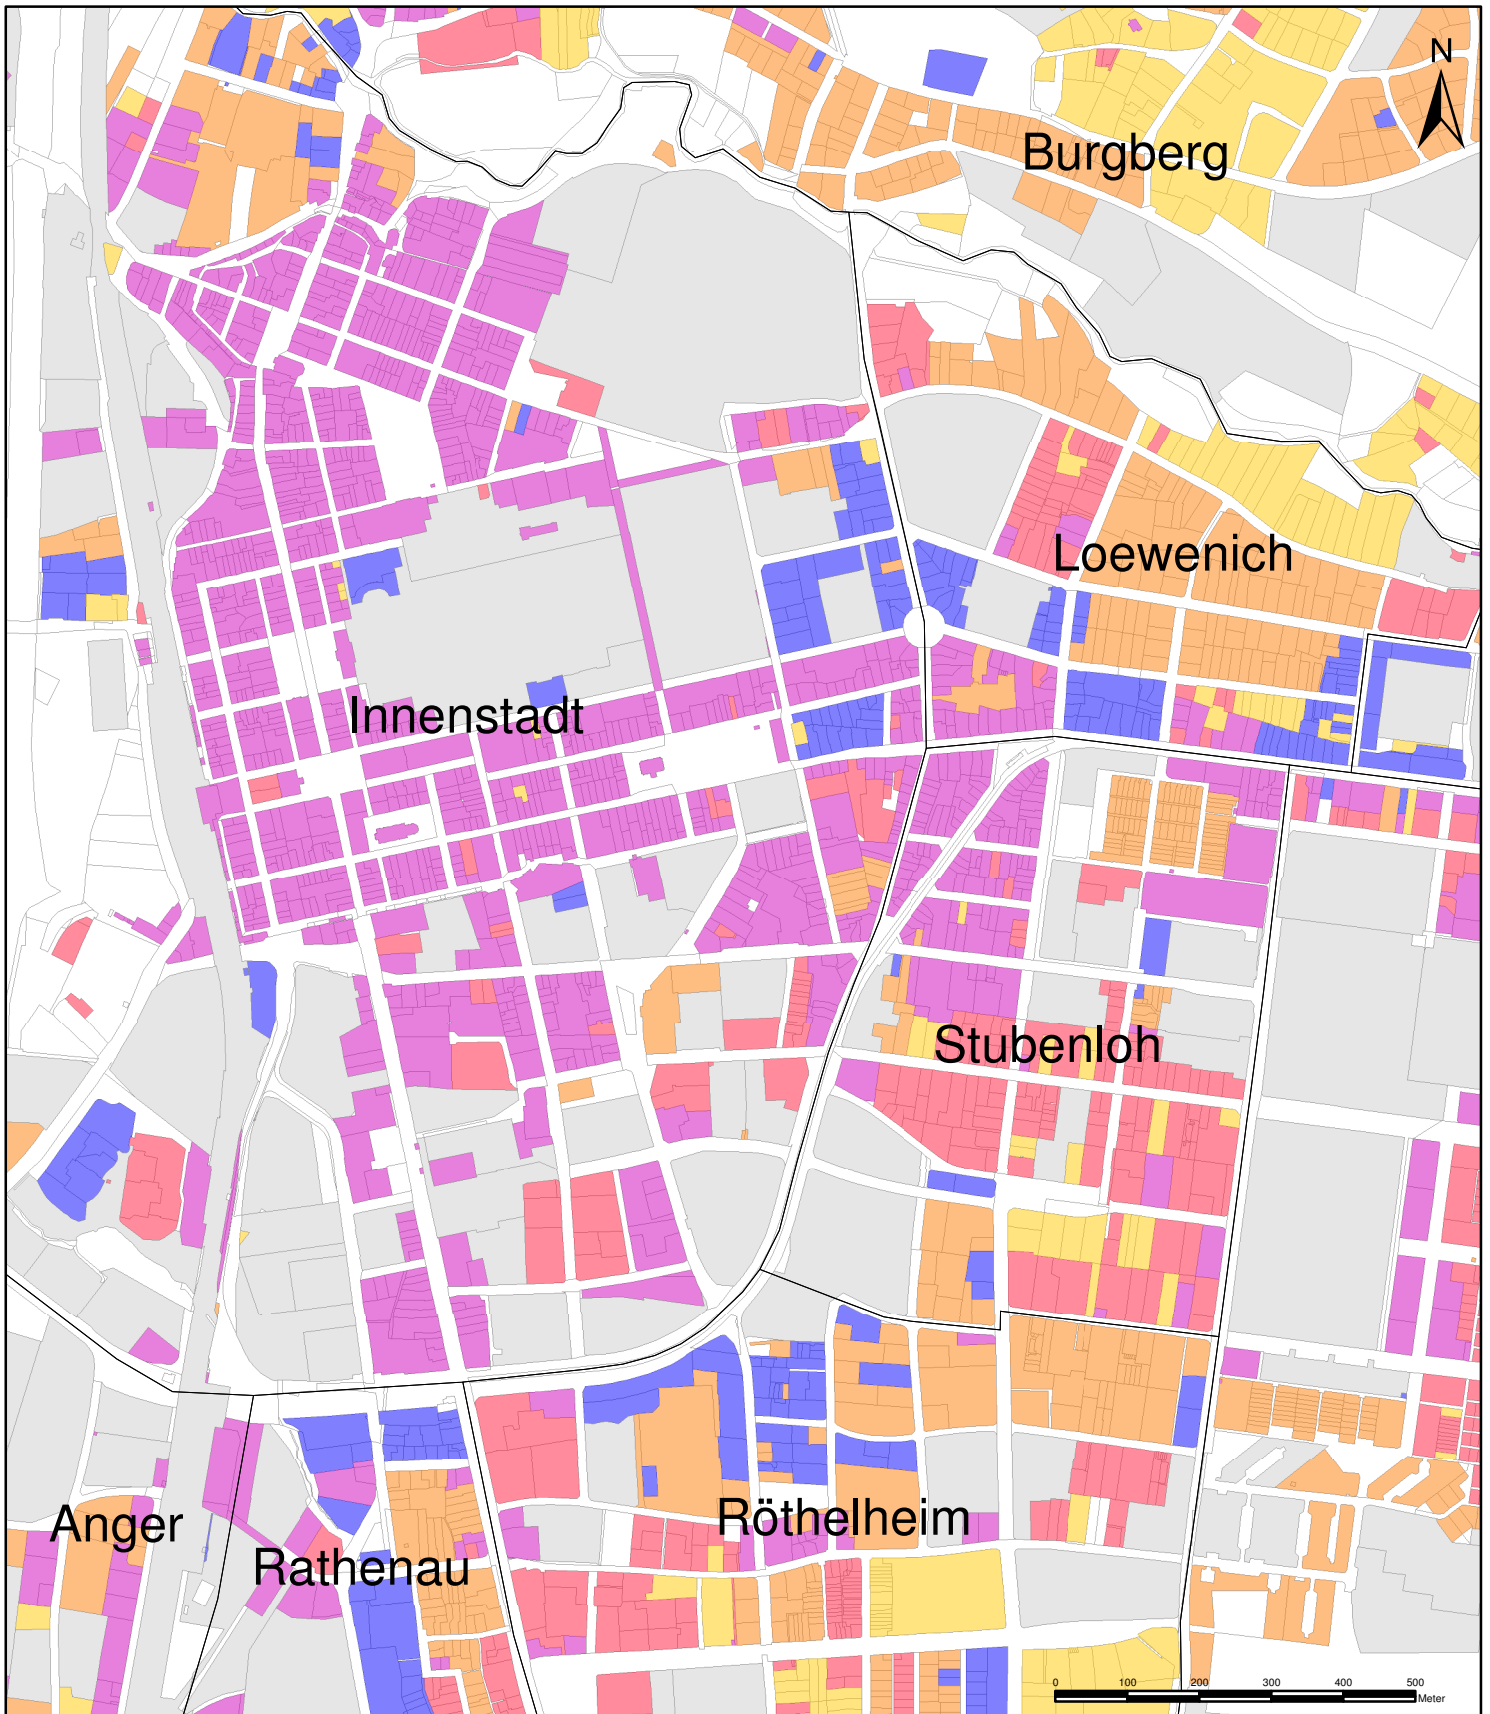 N
Burgberg
Loewenich
Innenstadt
Stubenloh
Röthelheim
Anger
Rathenau
0 100 200 300 400 500
Meter